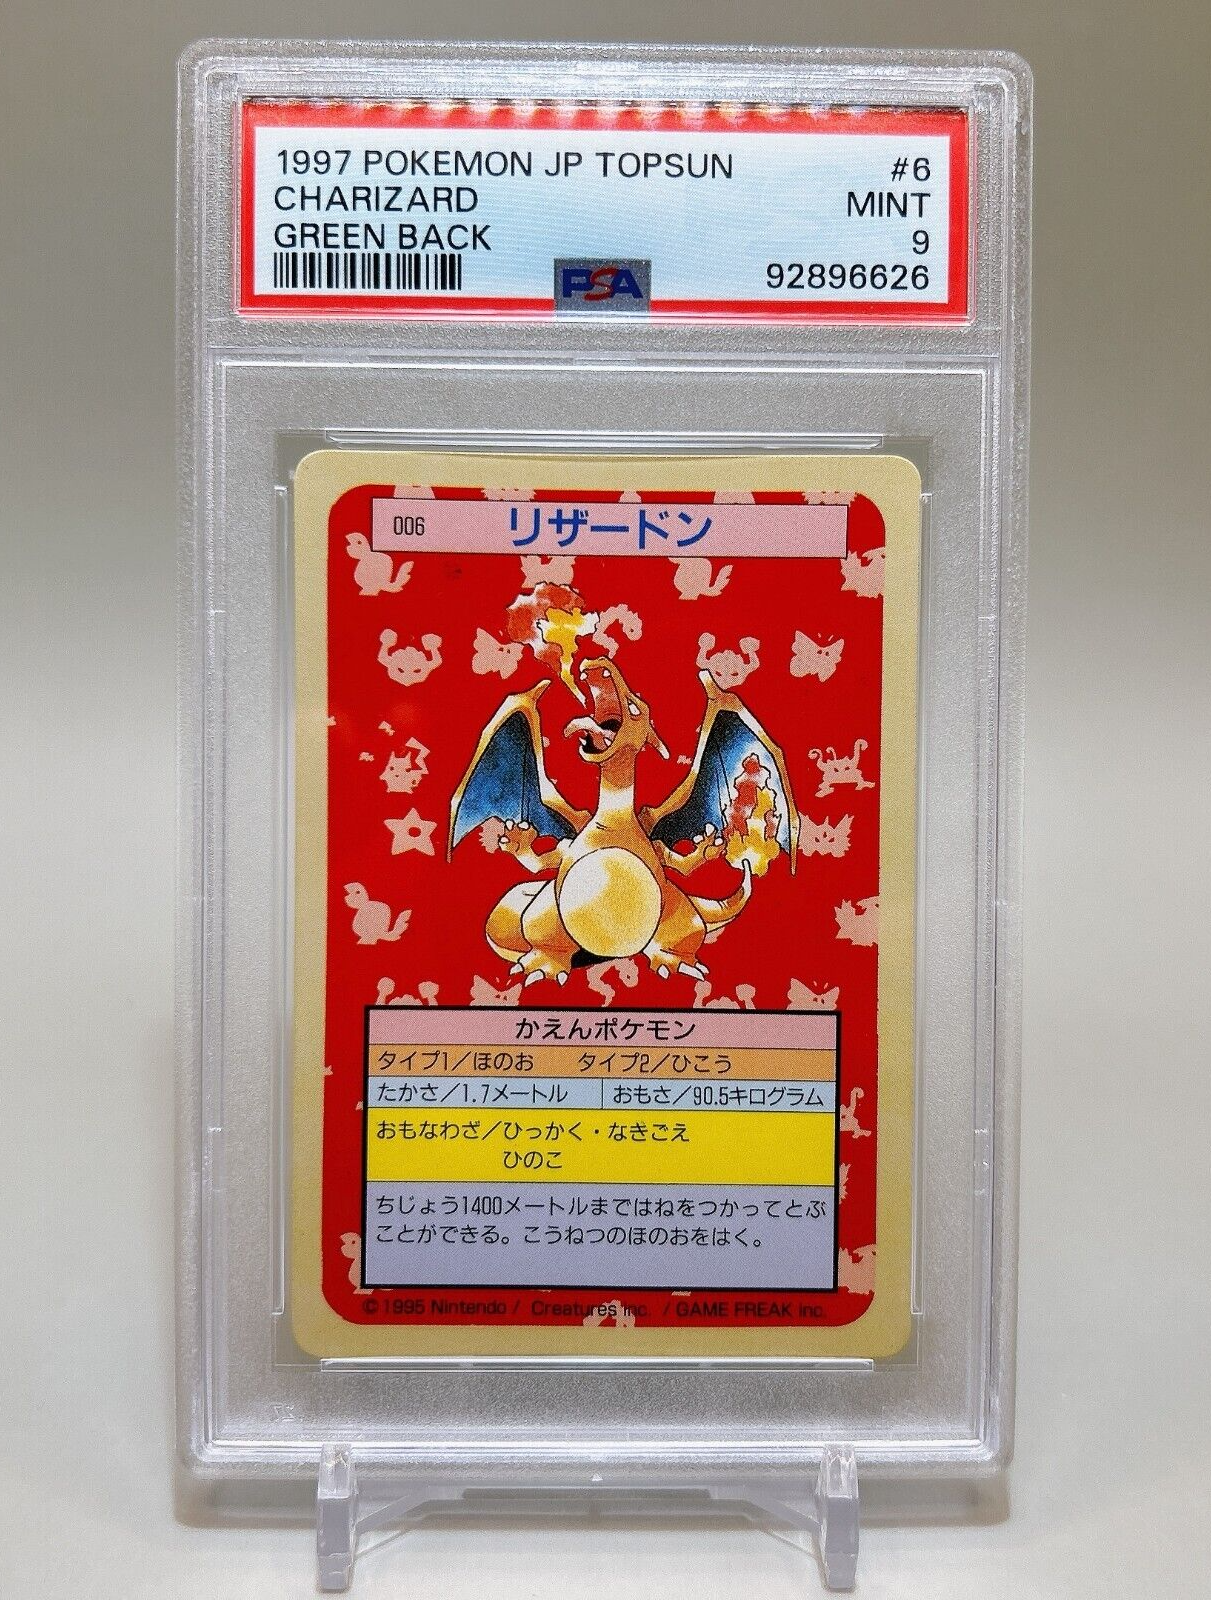 1997 POKEMON JP TOPSUN #6
CHARIZARD MINT
GREEN BACK 9
PSA 92896626
006 リザードン
かえんポケモン
タイプ1/ほのお タイプ2/ひこう
たかさ/1.7メートル おもさ/90.5キログラム
おもなわざ/ひっかく・なきごえ
ひのこ
ちじょう1400メートルまではねをつかってとぶ
ことができる。こうねつのほのおをはく。
©1995 Nintendo / Creatures inc. / GAME FREAK inc.